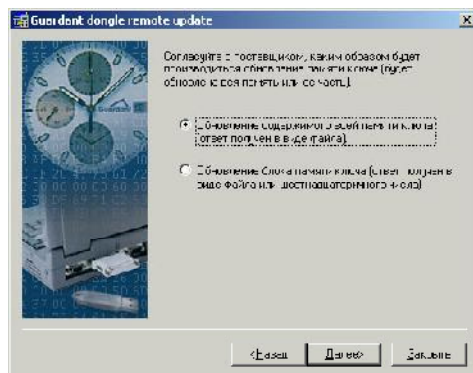 Guardant dongle remote update
Согласуйте с поставщиком, каким образом будет
производиться обновление памяти ключа (будет
обновляться вся память или ее часть).
Обновление содержимого всей памяти ключа
(ответ получен в виде файла).
Обновление блока памяти ключа (ответ получен в
виде файла или шестнадцатеричного числа)
<Назад
Далее>
Закрыть